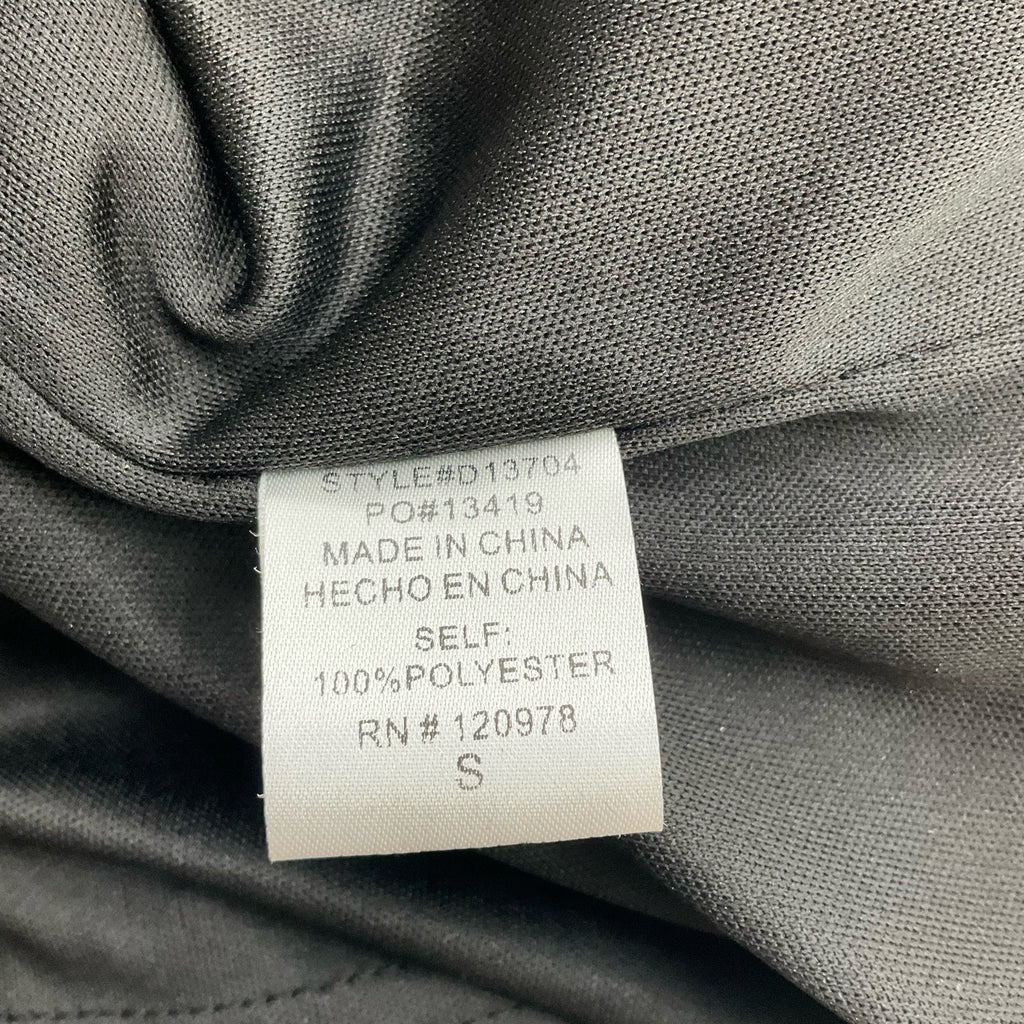 STYLE#D13704
PO#13419
MADE IN CHINA
HECHO EN CHINA
SELF:
100%POLYESTER
RN # 120978
S